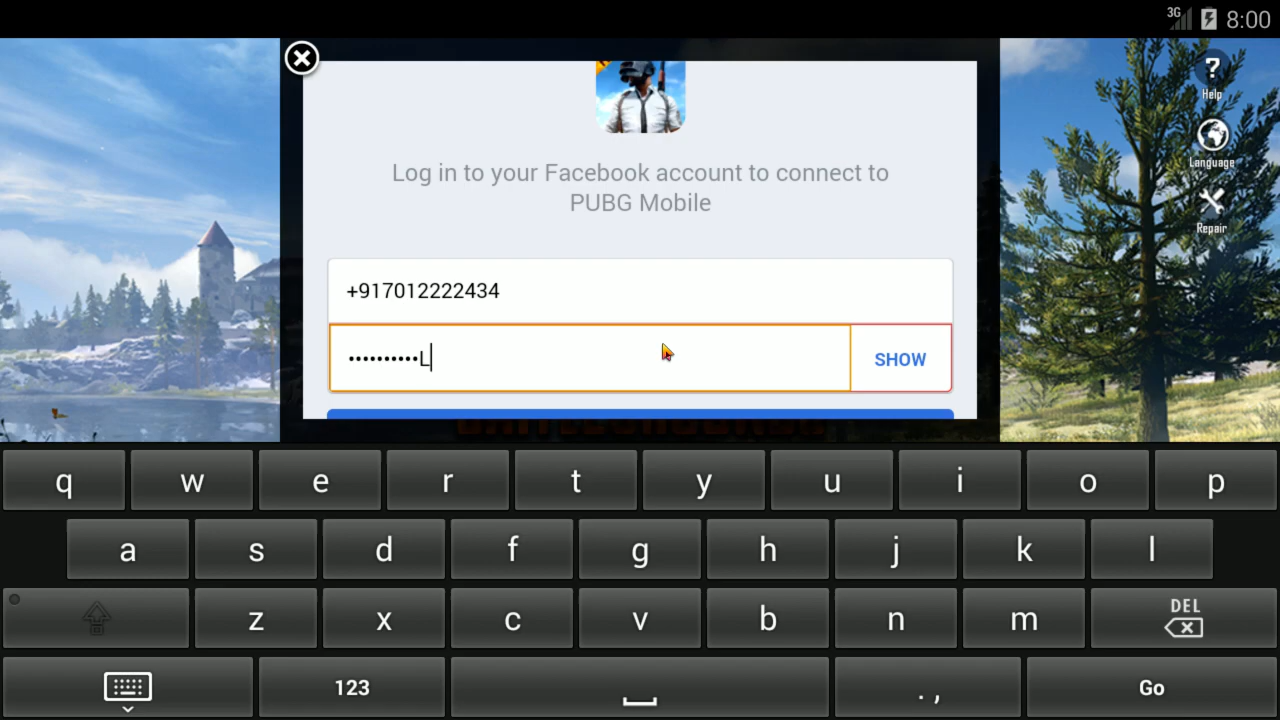 3G 8:00
?
Help
Language
Repair
Log in to your Facebook account to connect to
PUBG Mobile
+917012222434
••••••••••L
SHOW
q w e r t y u i o p
a s d f g h j k l
z x c v b n m DEL
123 . , Go